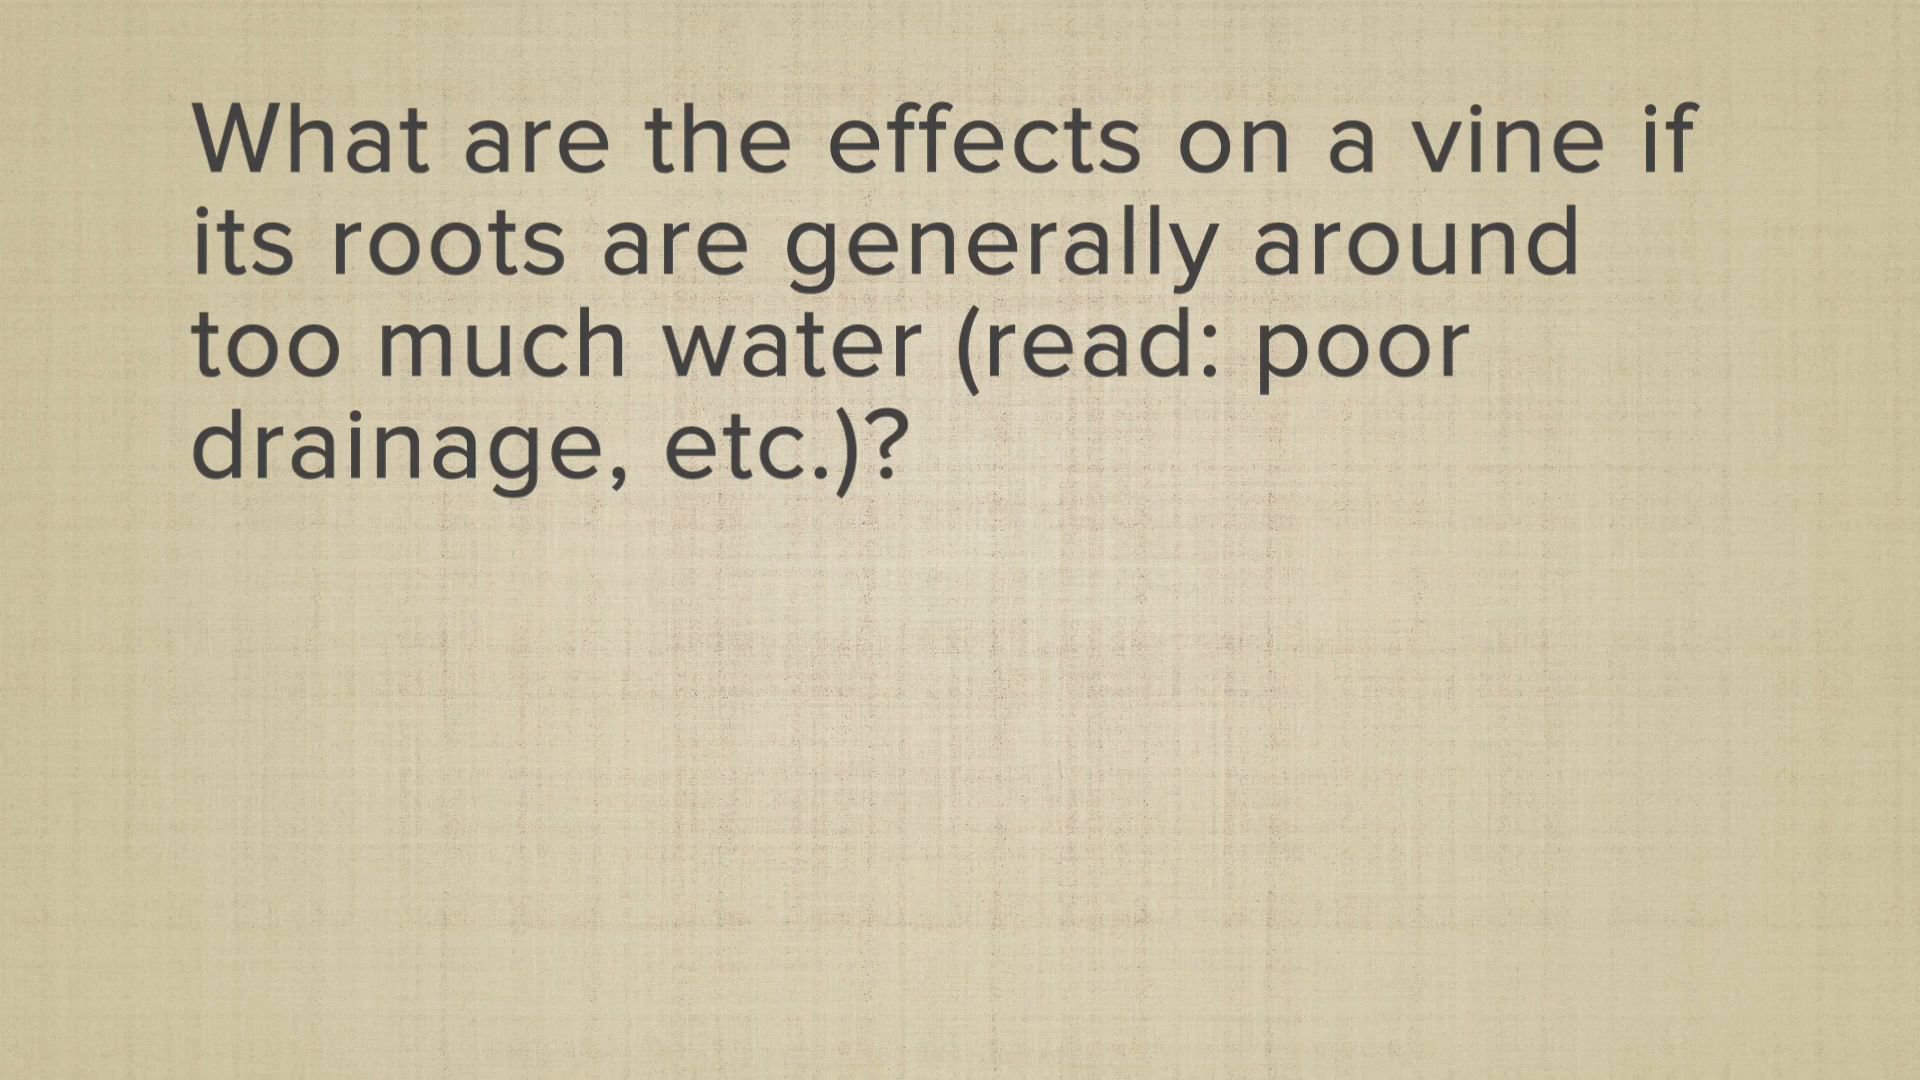 What are the effects on a vine if
its roots are generally around
too much water (read: poor
drainage, etc.)?